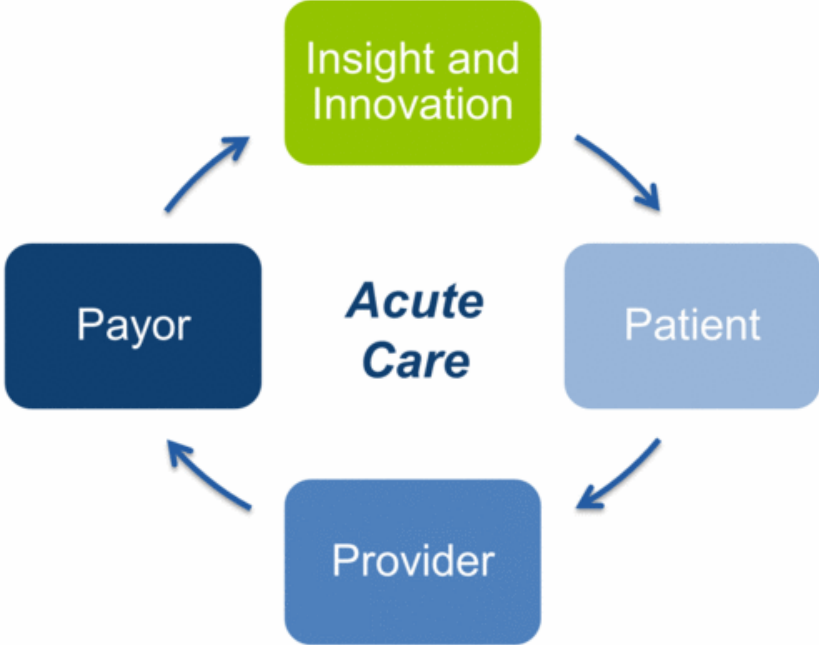 Insight and
Innovation
Payor
Acute
Care
Patient
Provider